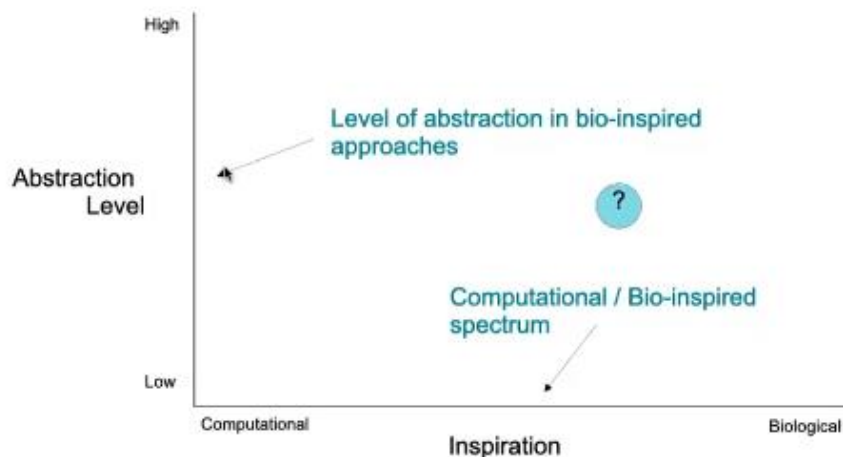 High
Level of abstraction in bio-inspired
approaches
Abstraction
Level
?
Computational / Bio-inspired
spectrum
Low
Computational
Biological
Inspiration